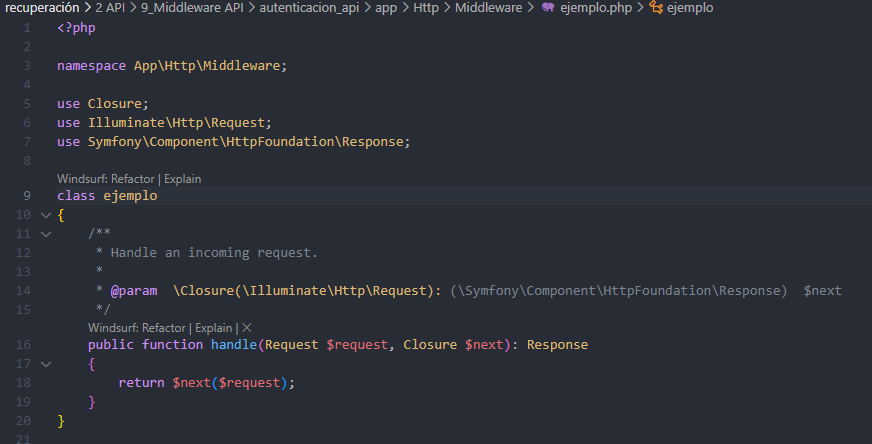 recuperación > 2 API > 9_Middleware API > autenticacion_api > app > Http > Middleware > ejemplo.php > ejemplo
1 <?php
2
3 namespace App\Http\Middleware;
4
5 use Closure;
6 use Illuminate\Http\Request;
7 use Symfony\Component\HttpFoundation\Response;
8
Windsurf: Refactor | Explain
9 class ejemplo
10 {
11 /**
12 * Handle an incoming request.
13 *
14 * @param  \Closure(\Illuminate\Http\Request): (\Symfony\Component\HttpFoundation\Response)  $next
15 */
Windsurf: Refactor | Explain | ×
16 public function handle(Request $request, Closure $next): Response
17 {
18 return $next($request);
19 }
20 }
21